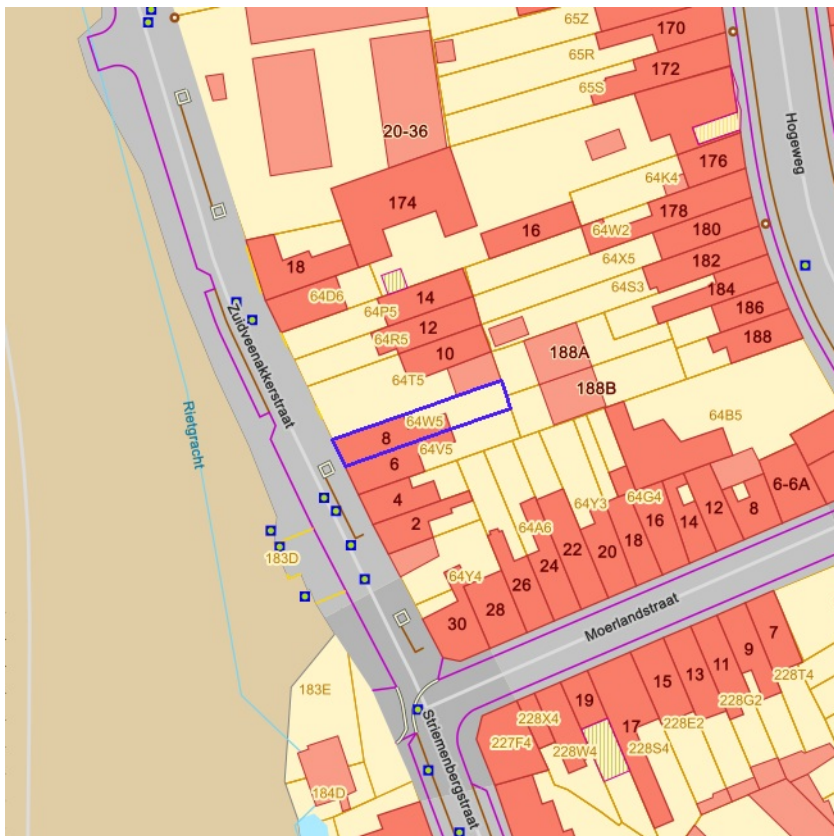 65Z
170
65R
172
65S
20-36
Hogeweg
176
64K4
174
178
16
64W2
180
64X5
18
182
64S3
64D6
14
184
64P5
186
12
64R5
188
10
188A
Zuidveenakkerstraat
64T5
188B
Rietgracht
64W5
64B5
8
64V5
6
4
64Y3
64G4
6-6A
2
64A6
16
14
12
8
22
20
18
183D
24
64Y4
26
28
30
Moerlandstraat
7
9
11
13
15
228T4
183E
19
228G2
228X4
17
228E2
227F4
228W4
228S4
Striemenbergstraat
184D